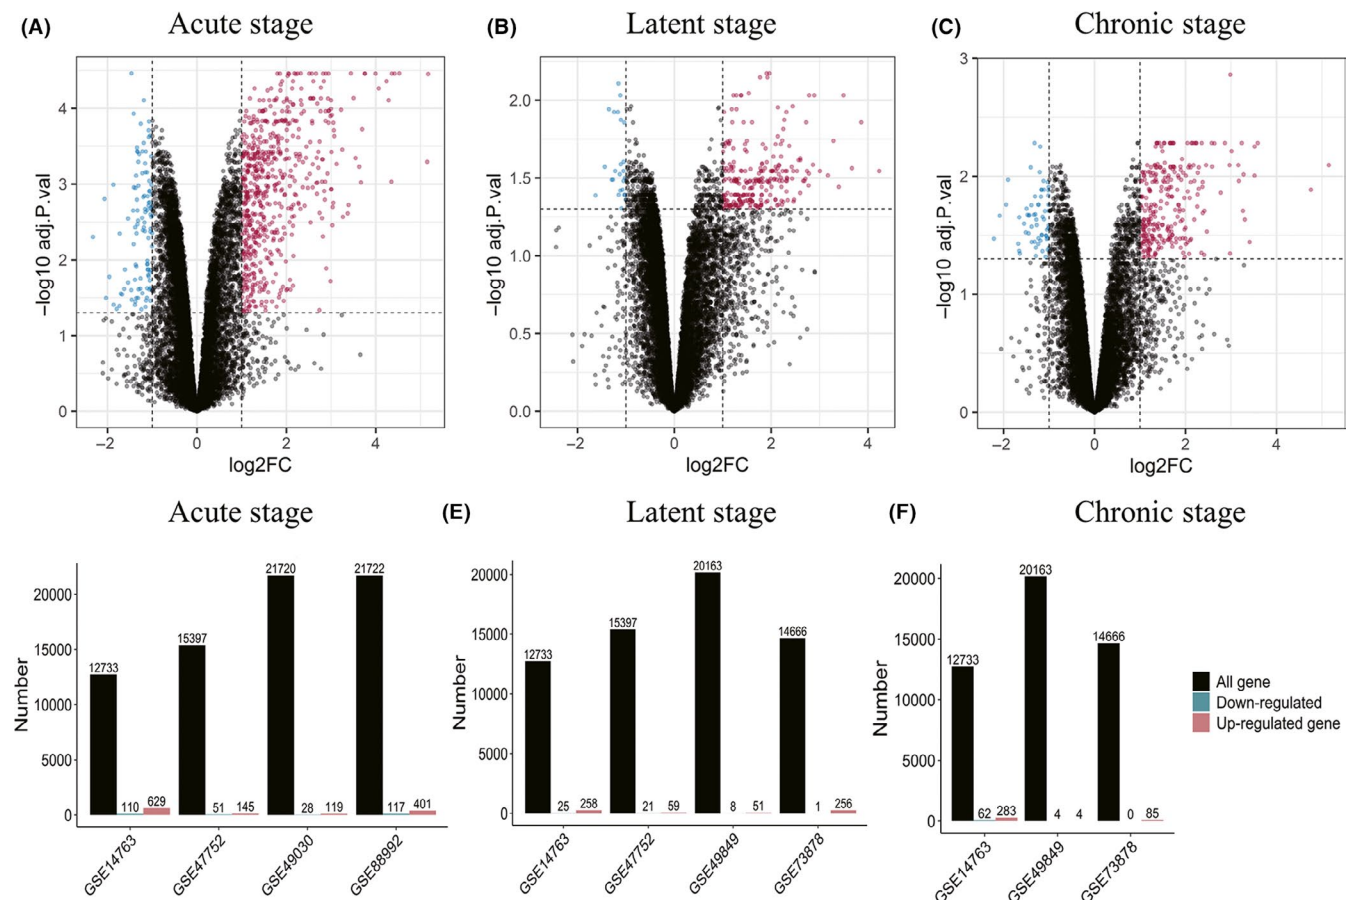 (A) Acute stage
(B) Latent stage
(C) Chronic stage
−log10 adj.P.val
4
3
2
1
0
−2 0 2 4
log2FC
−log10 adj.P.val
2.0
1.5
1.0
0.5
0.0
−2 0 2 4
log2FC
−log10 adj.P.val
3
2
1
0
−2 0 2 4
log2FC
Acute stage
(E) Latent stage
(F) Chronic stage
Number
20000
15000
10000
5000
0
12733 110 629
15397 51 145
21720 28 119
21722 117 401
GSE14763 GSE47752 GSE49030 GSE88992
Number
20000
15000
10000
5000
0
12733 25 258
15397 21 59
20163 8 51
14666 1 256
GSE14763 GSE47752 GSE49849 GSE73878
Number
20000
15000
10000
5000
0
12733 62 283
20163 4 4
14666 0 85
GSE14763 GSE49849 GSE73878
All gene
Down-regulated
Up-regulated gene